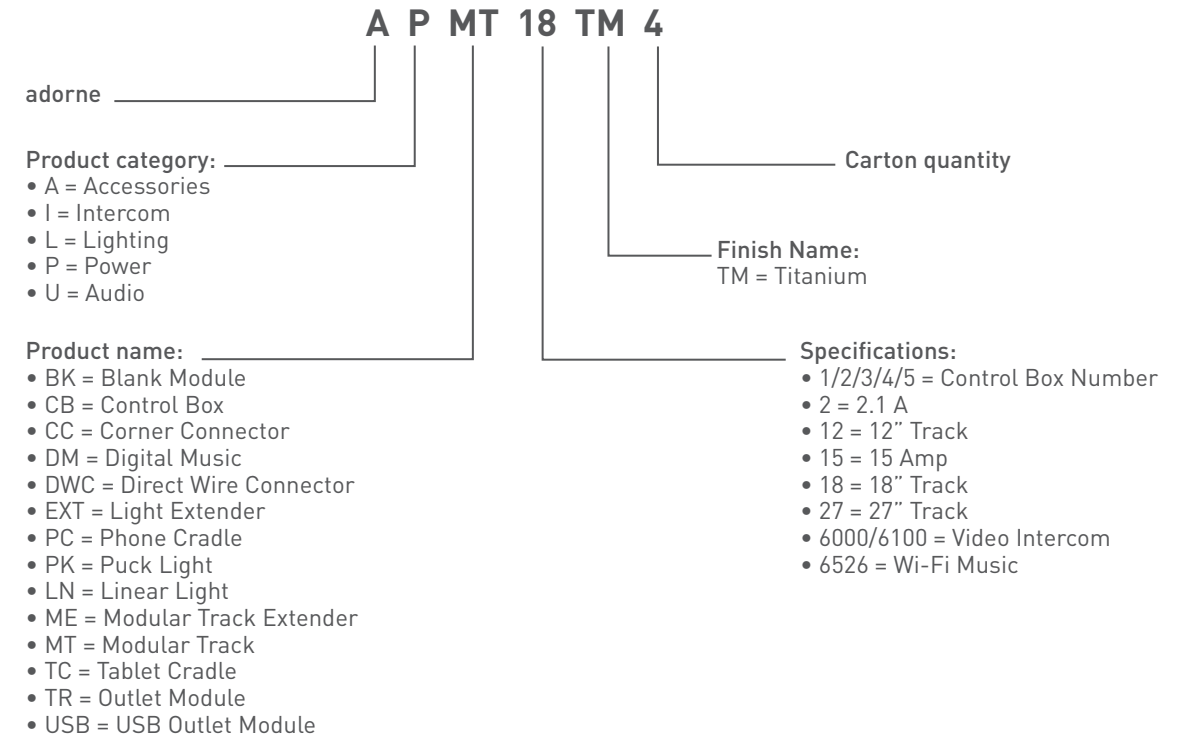 A P MT 18 TM 4
adorne
Product category:
• A = Accessories
• I = Intercom
• L = Lighting
• P = Power
• U = Audio
Carton quantity
Finish Name:
TM = Titanium
Product name:
• BK = Blank Module
• CB = Control Box
• CC = Corner Connector
• DM = Digital Music
• DWC = Direct Wire Connector
• EXT = Light Extender
• PC = Phone Cradle
• PK = Puck Light
• LN = Linear Light
• ME = Modular Track Extender
• MT = Modular Track
• TC = Tablet Cradle
• TR = Outlet Module
• USB = USB Outlet Module
Specifications:
• 1/2/3/4/5 = Control Box Number
• 2 = 2.1 A
• 12 = 12” Track
• 15 = 15 Amp
• 18 = 18” Track
• 27 = 27” Track
• 6000/6100 = Video Intercom
• 6526 = Wi-Fi Music